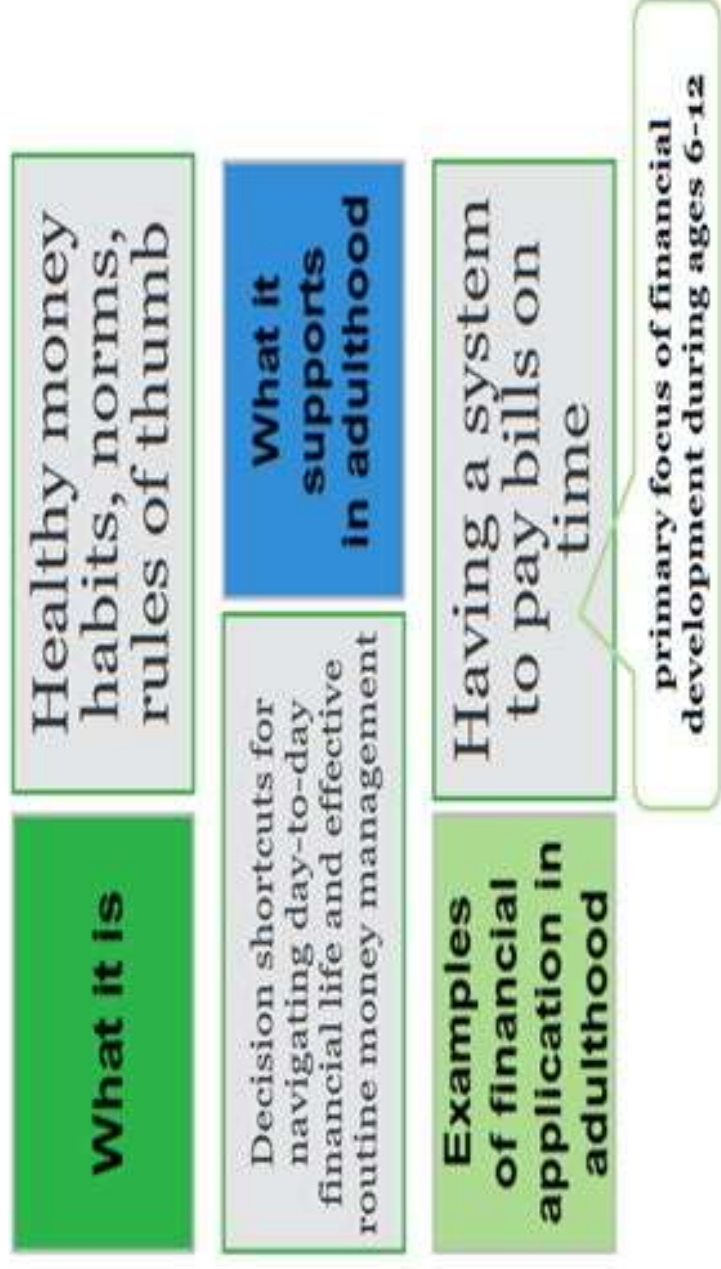 What it is
Healthy money
habits, norms,
rules of thumb
Decision shortcuts for
navigating day-to-day
financial life and effective
routine money management
What it
supports
in adulthood
Examples
of financial
application in
adulthood
Having a system
to pay bills on
time
primary focus of financial
development during ages 6-12